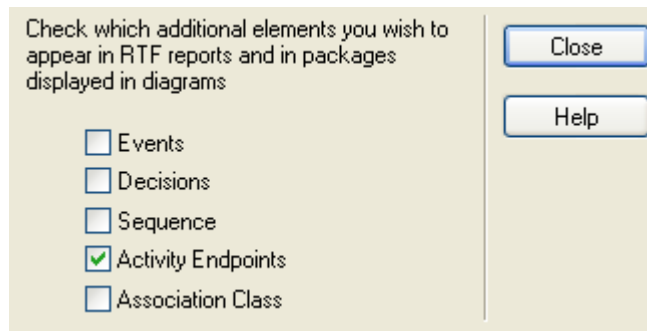 Check which additional elements you wish to
appear in RTF reports and in packages
displayed in diagrams
Events
Decisions
Sequence
Activity Endpoints
Association Class
Close
Help